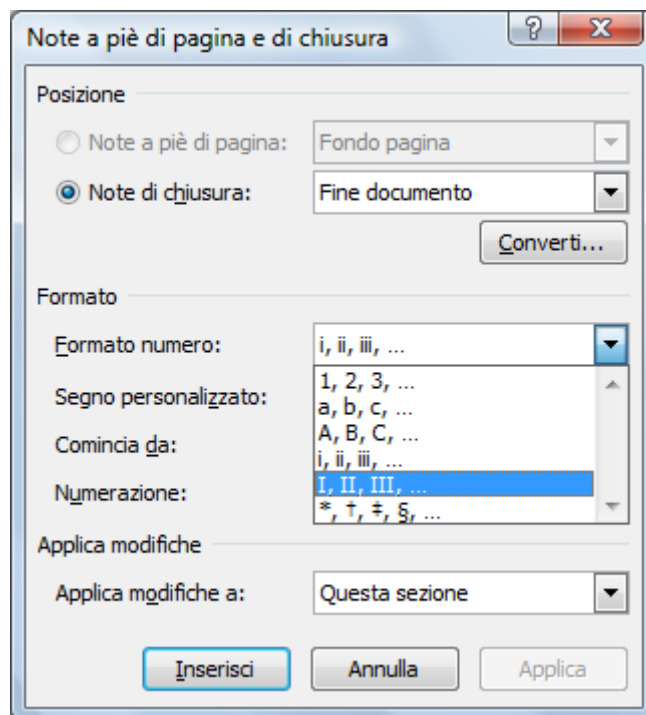 Note a piè di pagina e di chiusura
Posizione
Note a piè di pagina: Fondo pagina
Note di chiusura: Fine documento
Converti...
Formato
Formato numero: i, ii, iii, ...
1, 2, 3, ...
Segno personalizzato: a, b, c, ...
A, B, C, ...
Comincia da: i, ii, iii, ...
Numerazione: I, II, III, ...
*, †, ‡, §, ...
Applica modifiche
Applica modifiche a: Questa sezione
Inserisci Annulla Applica